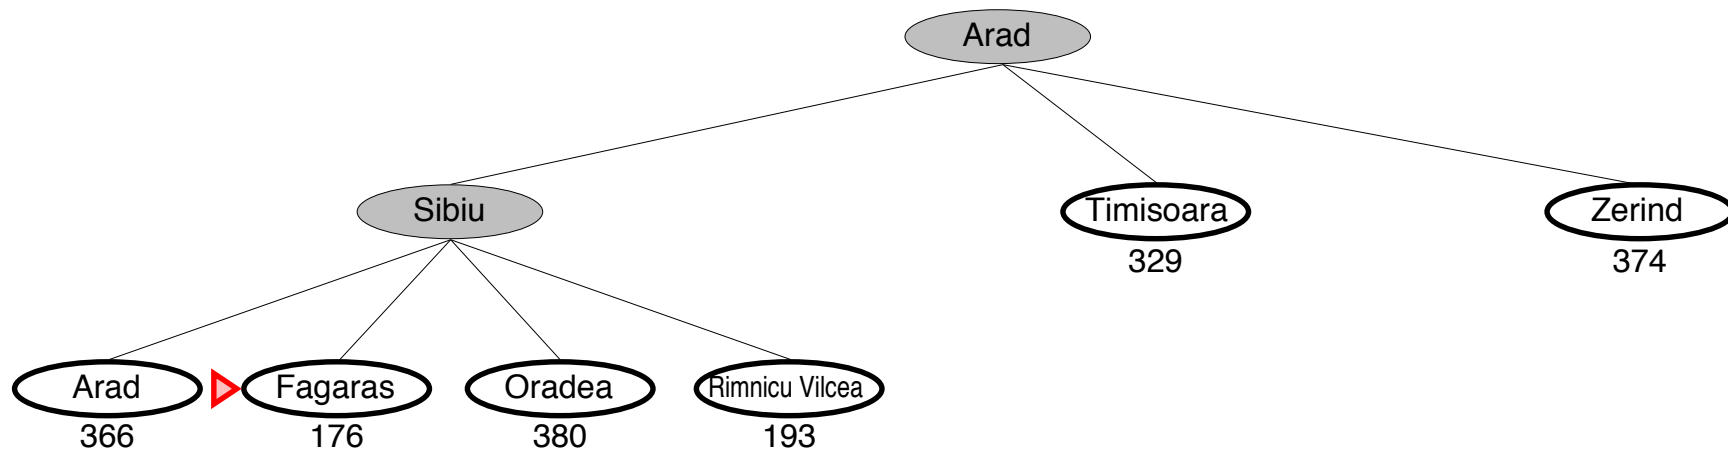 Arad
Sibiu
Timisoara
Zerind
329
374
Arad
Fagaras
Oradea
Rimnicu Vilcea
366
176
380
193